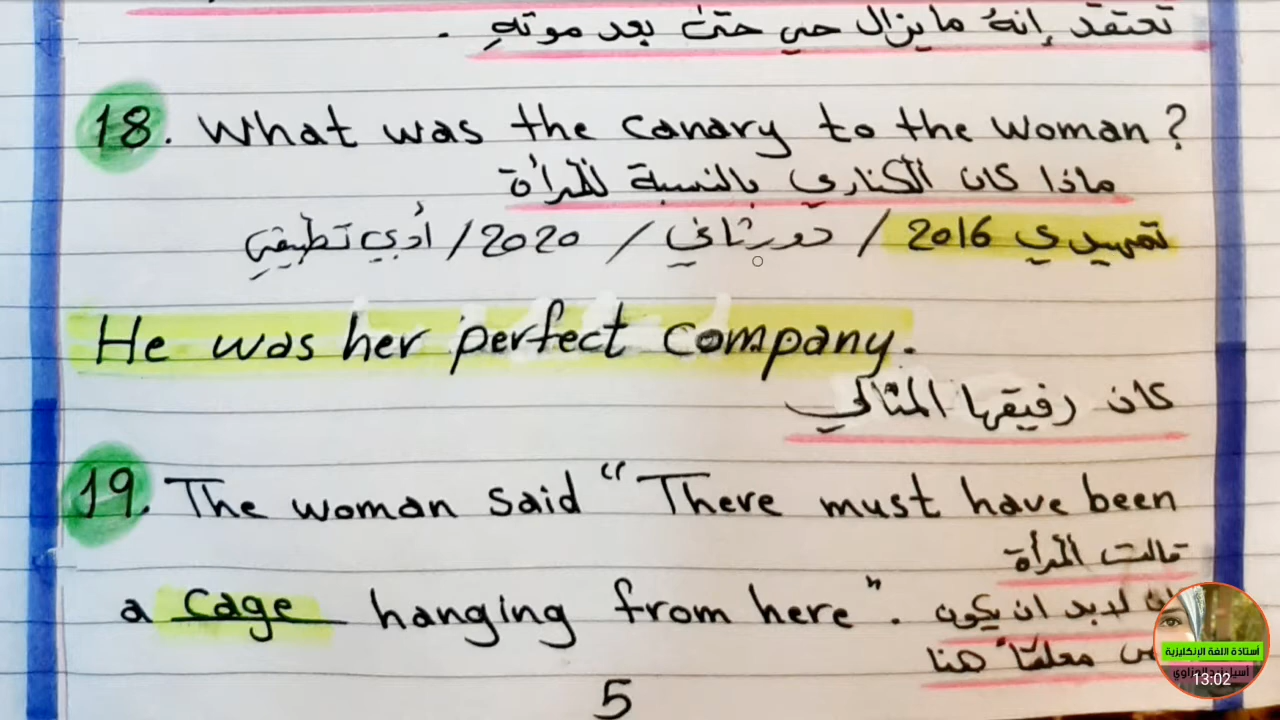 تعتقد إنهُ مايزال حي حتى بعد موتهِ .
18. What was the canary to the woman?
ماذا كان الكناري بالنسبة للمرأة
تمهيدي 2016 / دور ثاني / 2020 / أدبي تطبيقي
He was her perfect company.
كان رفيقها المثالي
19. The woman said "There must have been
قالت المرأة
a cage hanging from here".
لابد ان يكون
معلقاً هنا
أستاذة اللغة الإنكليزية
13:02
5